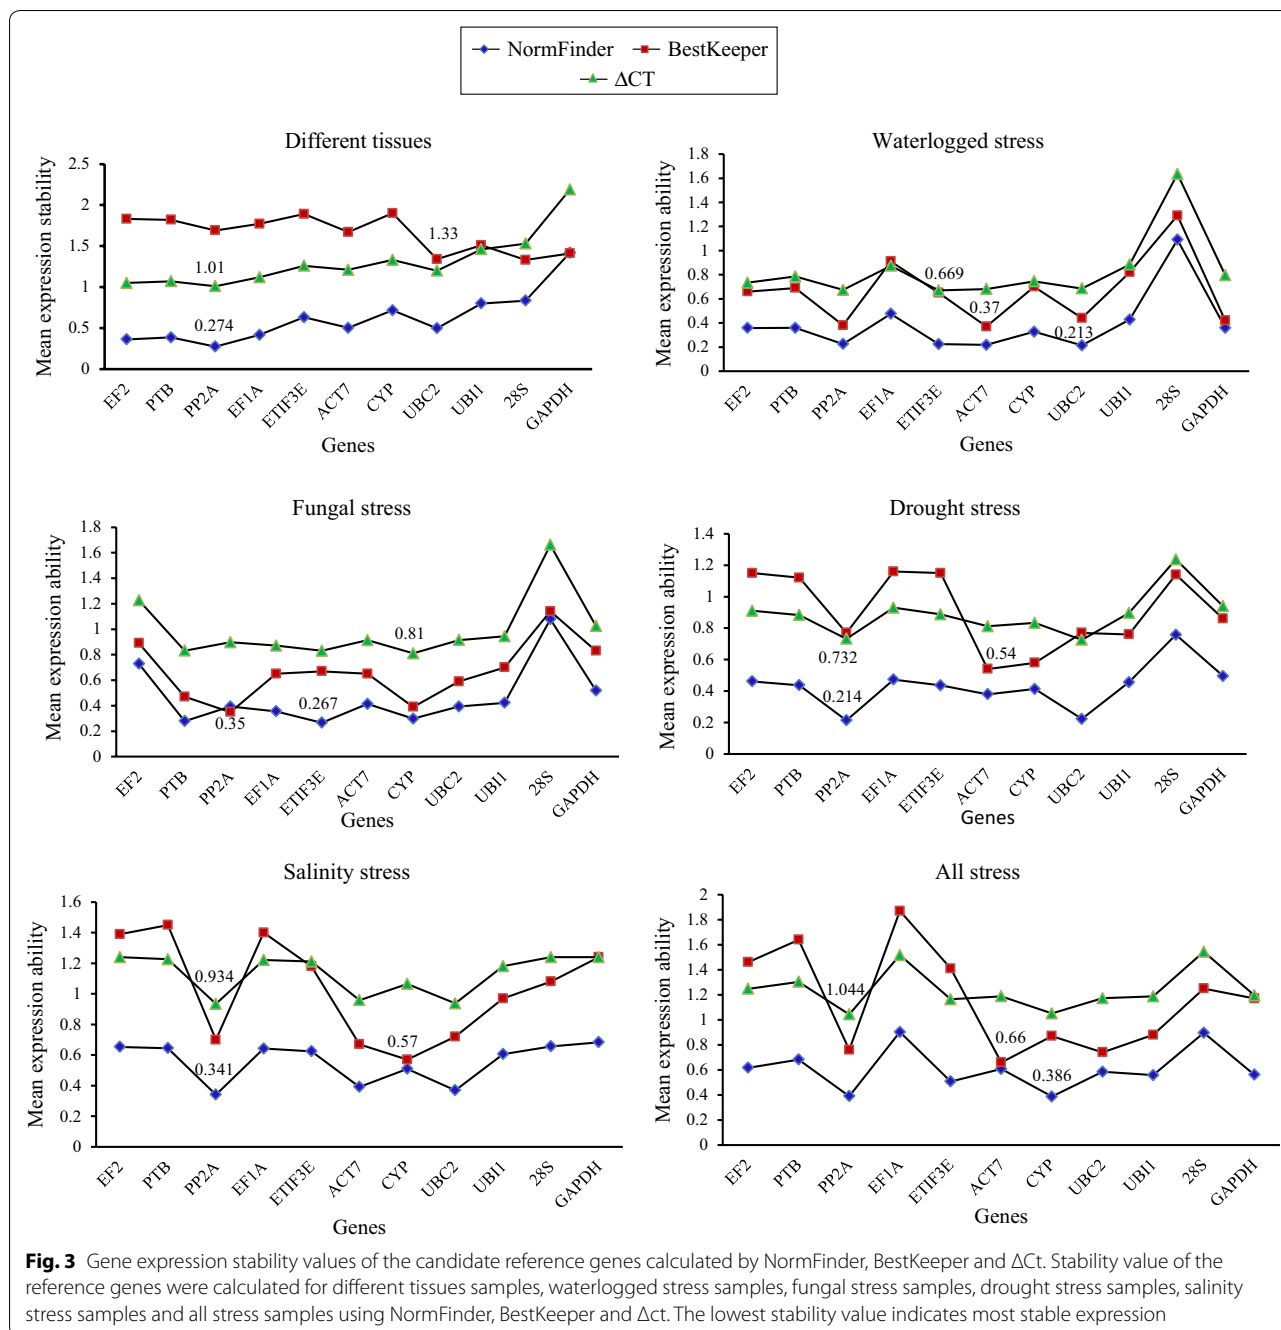 NormFinder BestKeeper
ΔCT
Different tissues
Mean expression stability
2.5
2
1.5
1
0.5
0
1.01
0.274
1.33
EF2 PTB PP2A EF1A ETIF3E ACT7 CYP UBC2 UBI1 28S GAPDH
Genes
Waterlogged stress
Mean expression ability
1.8
1.6
1.4
1.2
1
0.8
0.6
0.4
0.2
0
0.669
0.37
0.213
EF2 PTB PP2A EF1A ETIF3E ACT7 CYP UBC2 UBI1 28S GAPDH
Genes
Fungal stress
Mean expression ability
1.8
1.6
1.4
1.2
1
0.8
0.6
0.4
0.2
0
0.81
0.267
0.35
EF2 PTB PP2A EF1A ETIF3E ACT7 CYP UBC2 UBI1 28S GAPDH
Genes
Drought stress
Mean expression ability
1.4
1.2
1
0.8
0.6
0.4
0.2
0
0.732
0.54
0.214
EF2 PTB PP2A EF1A ETIF3E ACT7 CYP UBC2 UBI1 28S GAPDH
Genes
Salinity stress
Mean expression ability
1.6
1.4
1.2
1
0.8
0.6
0.4
0.2
0
0.934
0.57
0.341
EF2 PTB PP2A EF1A ETIF3E ACT7 CYP UBC2 UBI1 28S GAPDH
Genes
All stress
Mean expression ability
2
1.8
1.6
1.4
1.2
1
0.8
0.6
0.4
0.2
0
1.044
0.66
0.386
EF2 PTB PP2A EF1A ETIF3E ACT7 CYP UBC2 UBI1 28S GAPDH
Genes
Fig. 3 Gene expression stability values of the candidate reference genes calculated by NormFinder, BestKeeper and ΔCt. Stability value of the
reference genes were calculated for different tissues samples, waterlogged stress samples, fungal stress samples, drought stress samples, salinity
stress samples and all stress samples using NormFinder, BestKeeper and Δct. The lowest stability value indicates most stable expression